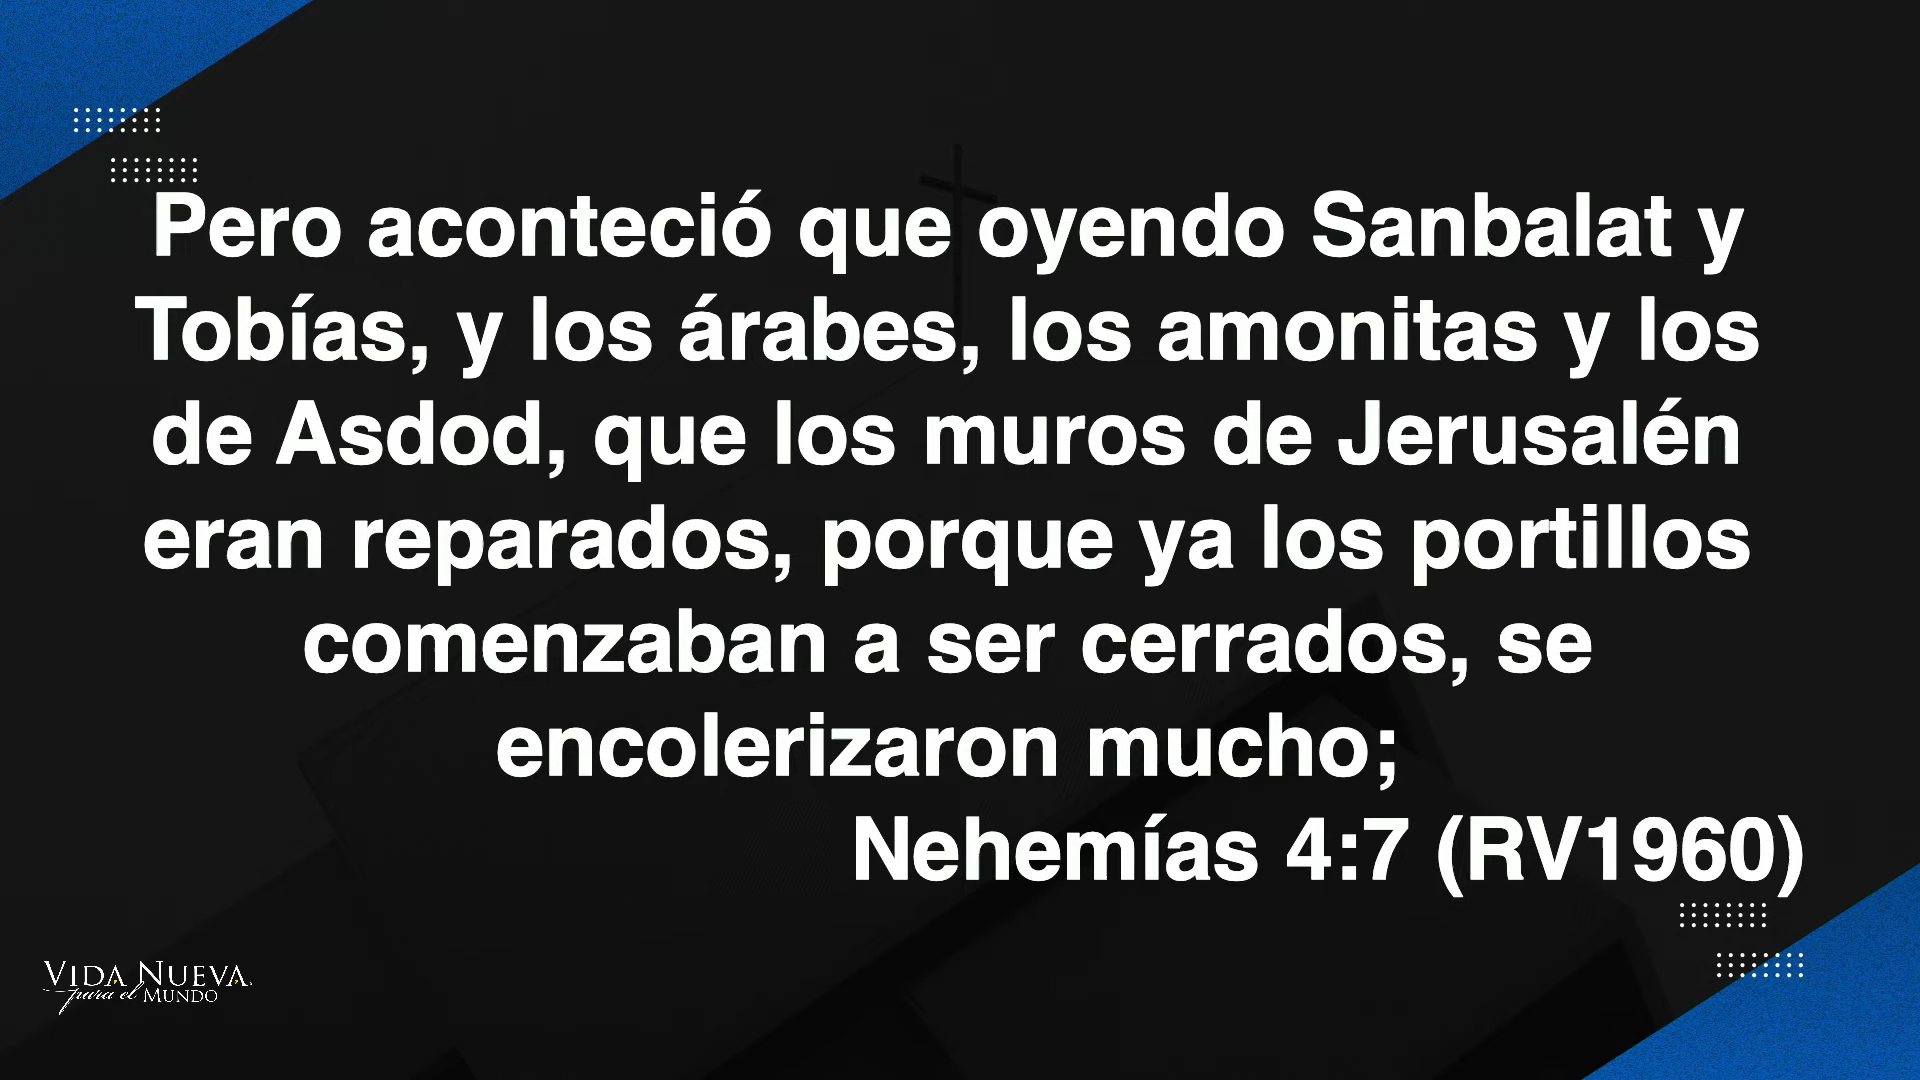 Pero aconteció que oyendo Sanbalat y
Tobías, y los árabes, los amonitas y los
de Asdod, que los muros de Jerusalén
eran reparados, porque ya los portillos
comenzaban a ser cerrados, se
encolerizaron mucho;
Nehemías 4:7 (RV1960)
VIDA NUEVA
para el MUNDO